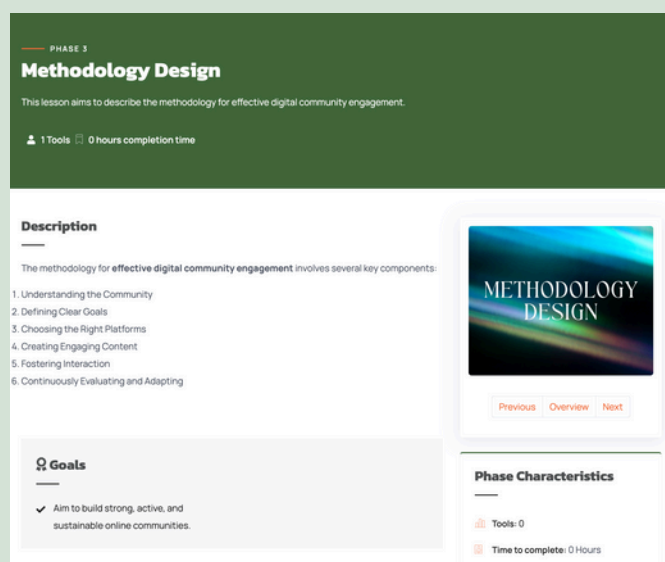 PHASE 3
Methodology Design
This lesson aims to describe the methodology for effective digital community engagement.
1 Tools 0 hours completion time
Description
The methodology for effective digital community engagement involves several key components:
1. Understanding the Community
2. Defining Clear Goals
3. Choosing the Right Platforms
4. Creating Engaging Content
5. Fostering Interaction
6. Continuously Evaluating and Adapting
Goals
Aim to build strong, active, and
sustainable online communities.
METHODOLOGY
DESIGN
Previous Overview Next
Phase Characteristics
Tools: 0
Time to complete: 0 Hours